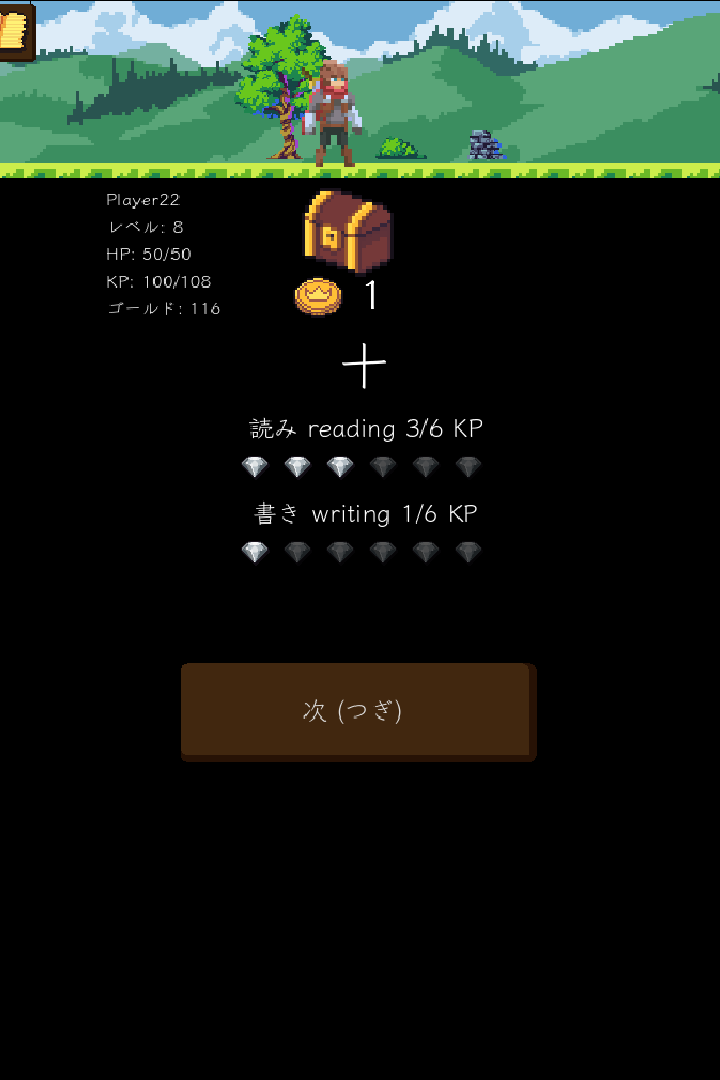 Player22
レベル: 8
HP: 50/50
KP: 100/108
ゴールド: 116
1
十
読み reading 3/6 KP
書き writing 1/6 KP
次 (つぎ)